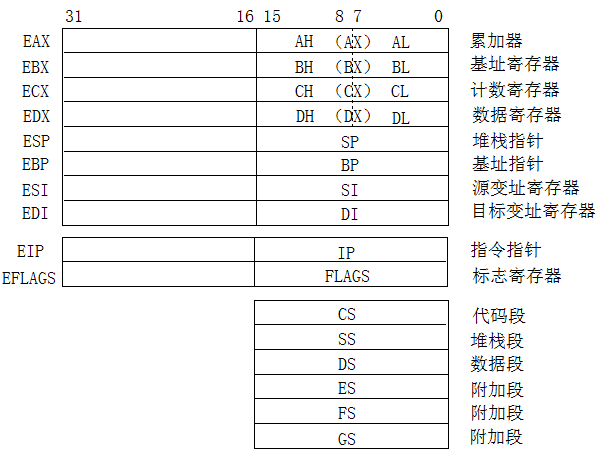 31 16 15 8 7 0
EAX AH (AX) AL 累加器
EBX BH (BX) BL 基址寄存器
ECX CH (CX) CL 计数寄存器
EDX DH (DX) DL 数据寄存器
ESP SP 堆栈指针
EBP BP 基址指针
ESI SI 源变址寄存器
EDI DI 目标变址寄存器
EIP IP 指令指针
EFLAGS FLAGS 标志寄存器
CS 代码段
SS 堆栈段
DS 数据段
ES 附加段
FS 附加段
GS 附加段